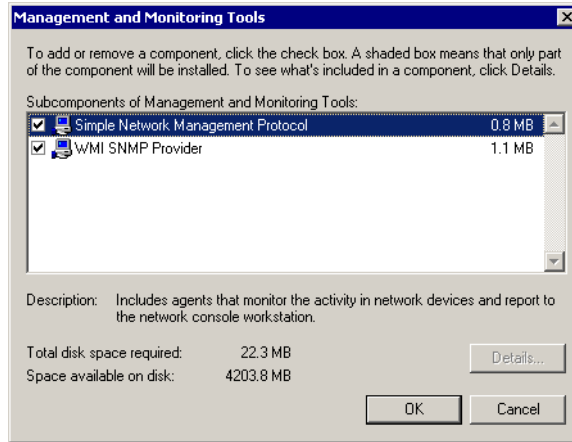 Management and Monitoring Tools
To add or remove a component, click the check box. A shaded box means that only part
of the component will be installed. To see what's included in a component, click Details.
Subcomponents of Management and Monitoring Tools:
Simple Network Management Protocol 0.8 MB
WMI SNMP Provider 1.1 MB
Description: Includes agents that monitor the activity in network devices and report to
the network console workstation.
Total disk space required: 22.3 MB
Space available on disk: 4203.8 MB
Details...
OK Cancel